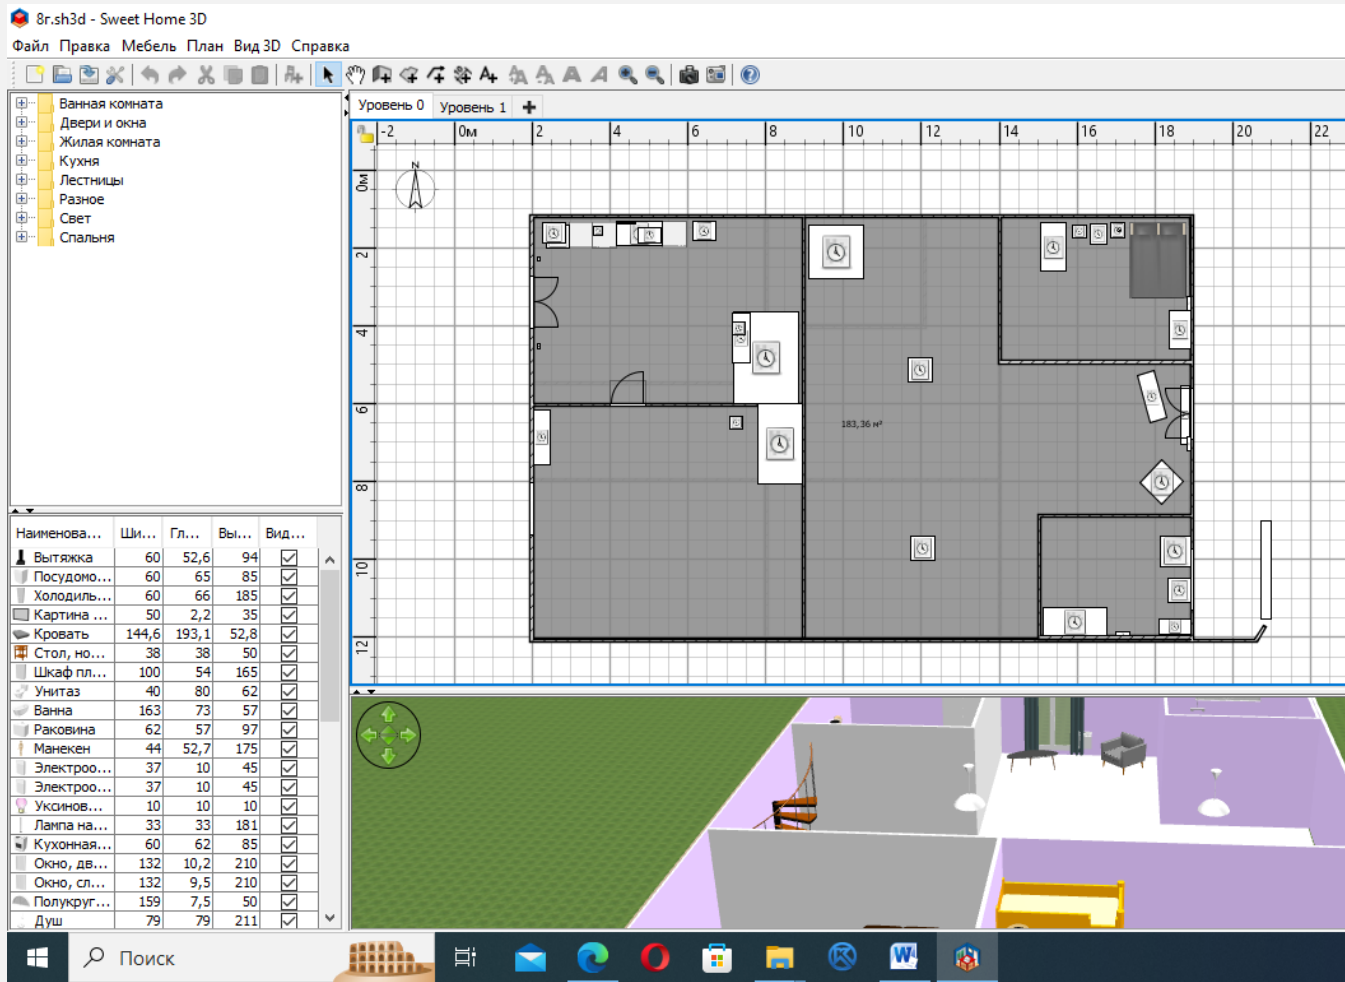 8r.sh3d - Sweet Home 3D
Файл Правка Мебель План Вид 3D Справка
Ванная комната
Двери и окна
Жилая комната
Кухня
Лестницы
Разное
Свет
Спальня
Уровень 0 Уровень 1
-2 0м 2 4 6 8 10 12 14 16 18 20 22
0м
2
4
6
8
10
12
N
183,36 м²
Наименова... Ши... Гл... Вы... Вид...
Вытяжка 60 52,6 94
Посудомо... 60 65 85
Холодиль... 60 66 185
Картина ... 50 2,2 35
Кровать 144,6 193,1 52,8
Стол, но... 38 38 50
Шкаф пл... 100 54 165
Унитаз 40 80 62
Ванна 163 73 57
Раковина 62 57 97
Манекен 44 52,7 175
Электроо... 37 10 45
Электроо... 37 10 45
Уксинов... 10 10 10
Лампа на... 33 33 181
Кухонная... 60 62 85
Окно, дв... 132 10,2 210
Окно, сл... 132 9,5 210
Полукруг... 159 7,5 50
Душ 79 79 211
Поиск